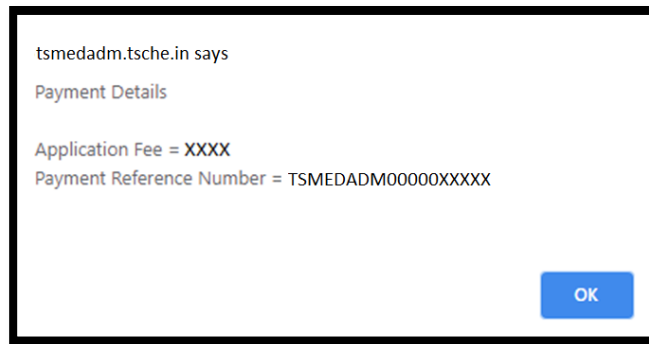 tsmedadm.tsche.in says
Payment Details
Application Fee = XXXX
Payment Reference Number = TSMEDADM00000XXXXX
OK